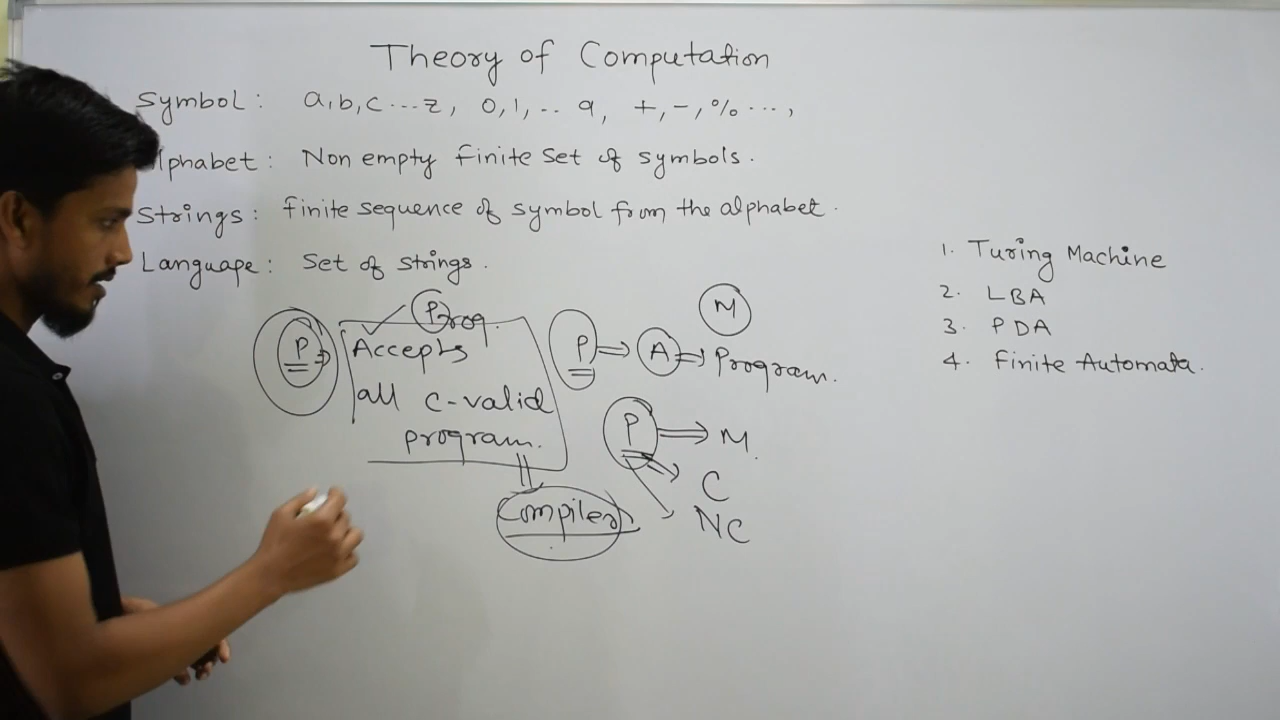 Theory of Computation
Symbol: a, b, c ... z, 0, 1, .. 9, +, -, % ... ,
lphabet: Non empty finite set of symbols.
Strings: finite sequence of symbol from the alphabet.
Language: Set of strings.
1. Turing Machine
2. LBA
3. PDA
4. Finite Automata.
Prog.
P ⇒ Accepts
all c-valid
program.
Compiler
M
P ⇒ A ⇒ Program.
P ⇒ M.
C
NC